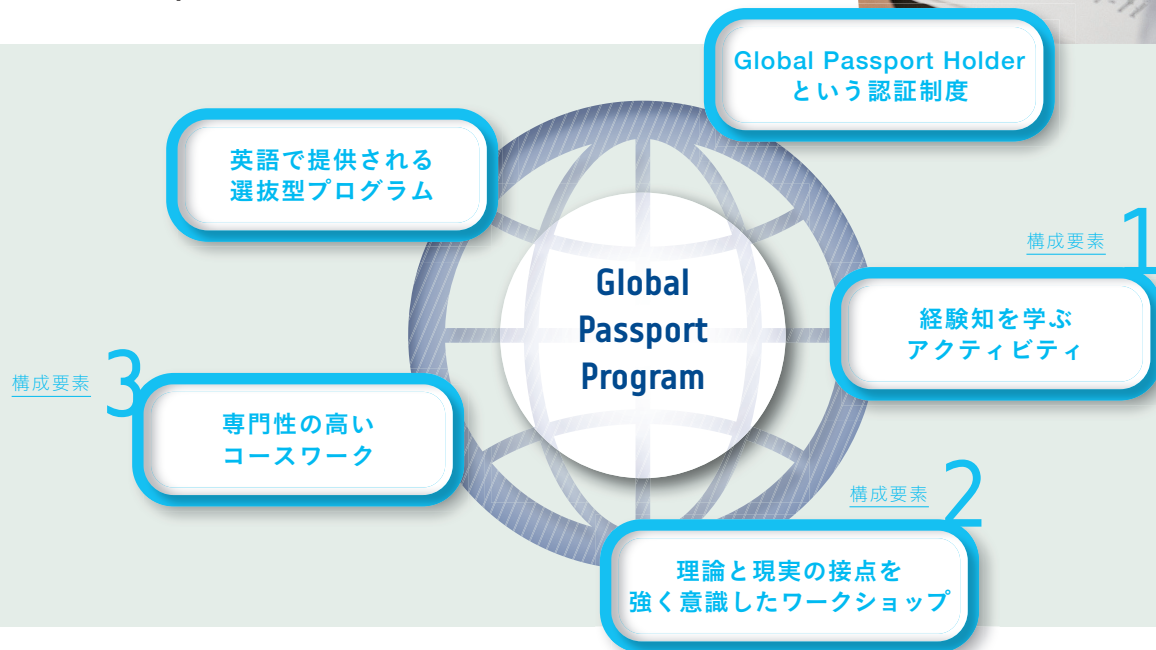 Global Passport Holder
という認証制度
英語で提供される
選抜型プログラム
Global
Passport
Program
構成要素 1
経験知を学ぶ
アクティビティ
構成要素 3
専門性の高い
コースワーク
構成要素 2
理論と現実の接点を
強く意識したワークショップ